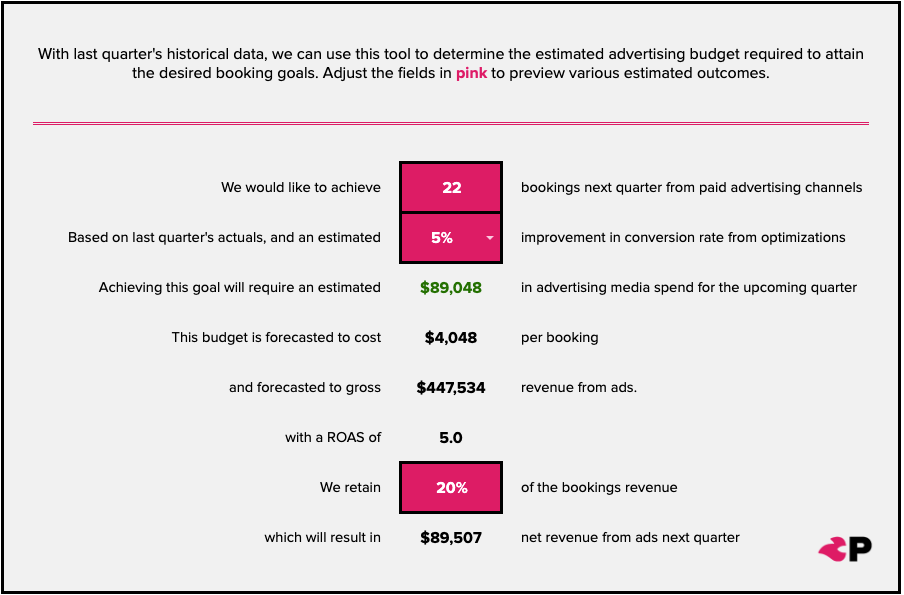 With last quarter's historical data, we can use this tool to determine the estimated advertising budget required to attain
the desired booking goals. Adjust the fields in pink to preview various estimated outcomes.
We would like to achieve 22 bookings next quarter from paid advertising channels
Based on last quarter's actuals, and an estimated 5% improvement in conversion rate from optimizations
Achieving this goal will require an estimated $89,048 in advertising media spend for the upcoming quarter
This budget is forecasted to cost $4,048 per booking
and forecasted to gross $447,534 revenue from ads.
with a ROAS of 5.0
We retain 20% of the bookings revenue
which will result in $89,507 net revenue from ads next quarter
P